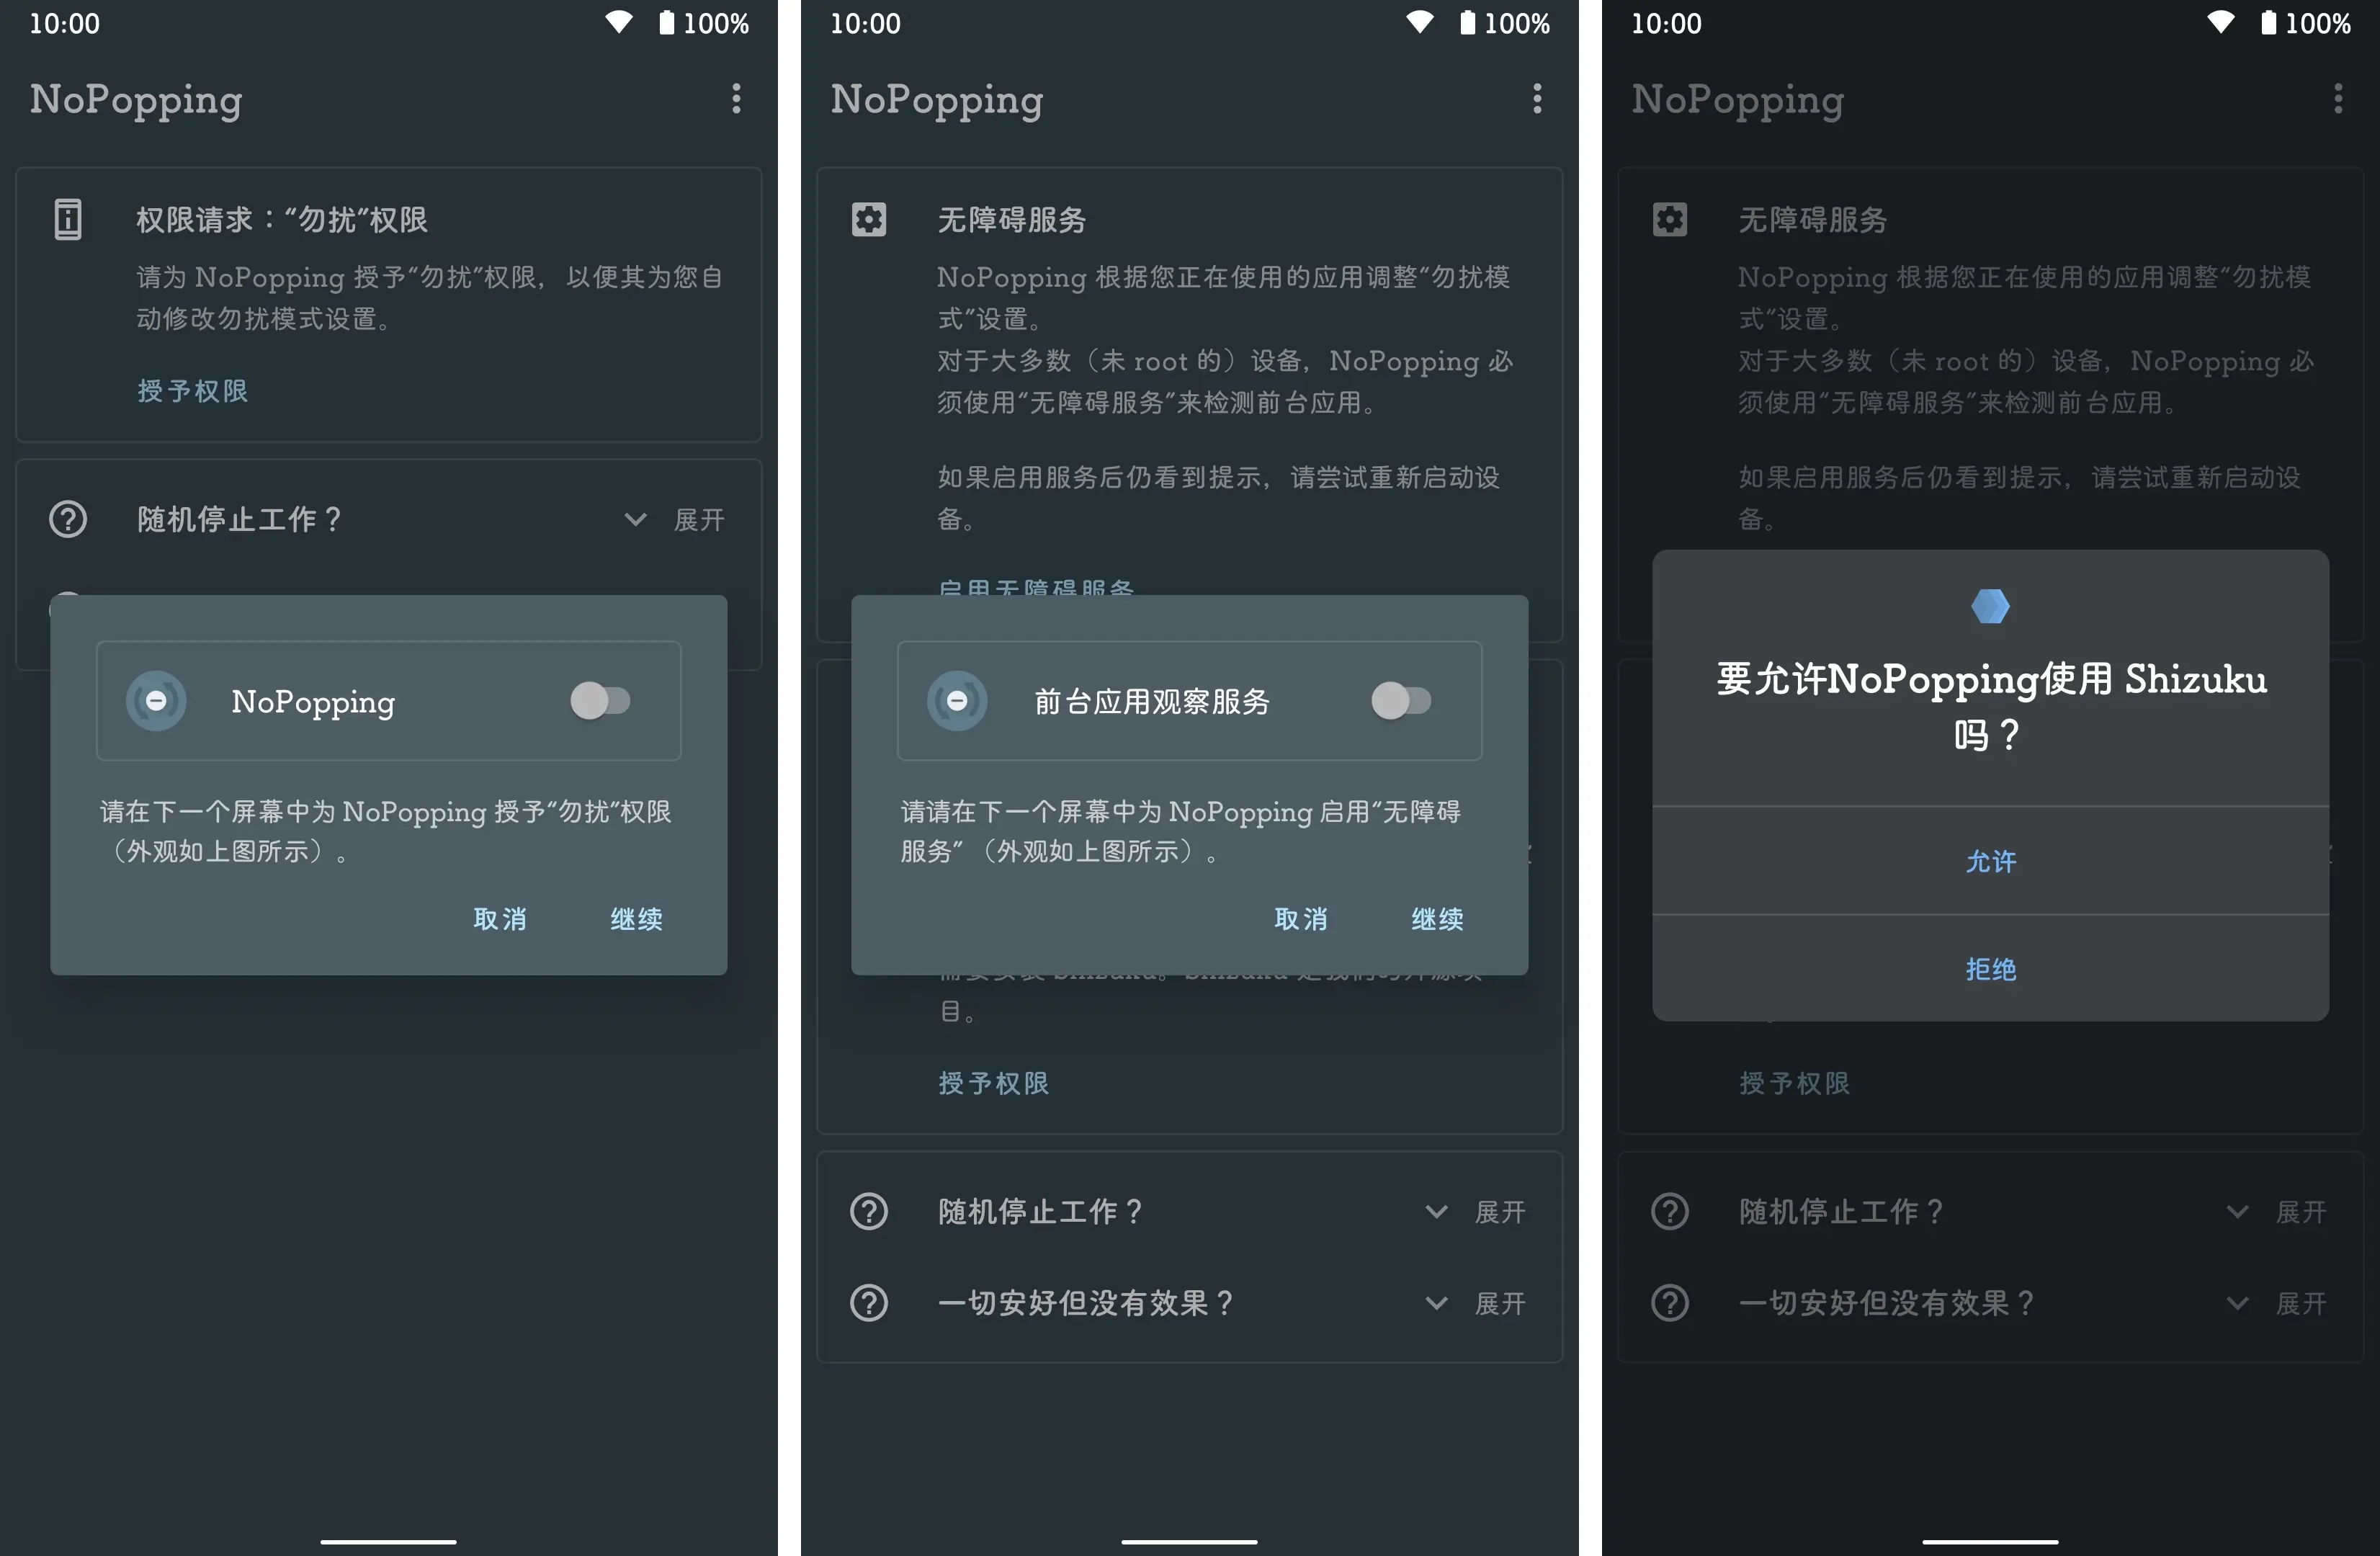 10:00
100%
NoPopping
权限请求：“勿扰”权限
请为 NoPopping 授予“勿扰”权限，以便其为您自
动修改勿扰模式设置。
授予权限
随机停止工作？
展开
NoPopping
请在下一个屏幕中为 NoPopping 授予“勿扰”权限
（外观如上图所示）。
取消
继续
10:00
100%
NoPopping
无障碍服务
NoPopping 根据您正在使用的应用调整“勿扰模
式”设置。
对于大多数（未 root 的）设备，NoPopping 必
须使用“无障碍服务”来检测前台应用。
如果启用服务后仍看到提示，请尝试重新启动设
备。
启用无障碍服务
前台应用观察服务
请请在下一个屏幕中为 NoPopping 启用“无障碍
服务” （外观如上图所示）。
取消
继续
目。
授予权限
随机停止工作？
展开
一切安好但没有效果？
展开
10:00
100%
NoPopping
无障碍服务
NoPopping 根据您正在使用的应用调整“勿扰模
式”设置。
对于大多数（未 root 的）设备，NoPopping 必
须使用“无障碍服务”来检测前台应用。
如果启用服务后仍看到提示，请尝试重新启动设
备。
要允许NoPopping使用 Shizuku
吗？
允许
拒绝
授予权限
随机停止工作？
展开
一切安好但没有效果？
展开